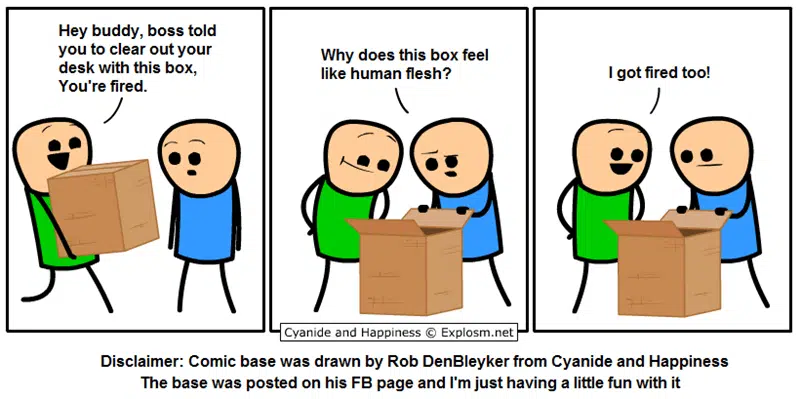 Hey buddy, boss told
you to clear out your
desk with this box,
You're fired.
Why does this box feel
like human flesh?
I got fired too!
Cyanide and Happiness © Explosm.net
Disclaimer: Comic base was drawn by Rob DenBleyker from Cyanide and Happiness
The base was posted on his FB page and I'm just having a little fun with it